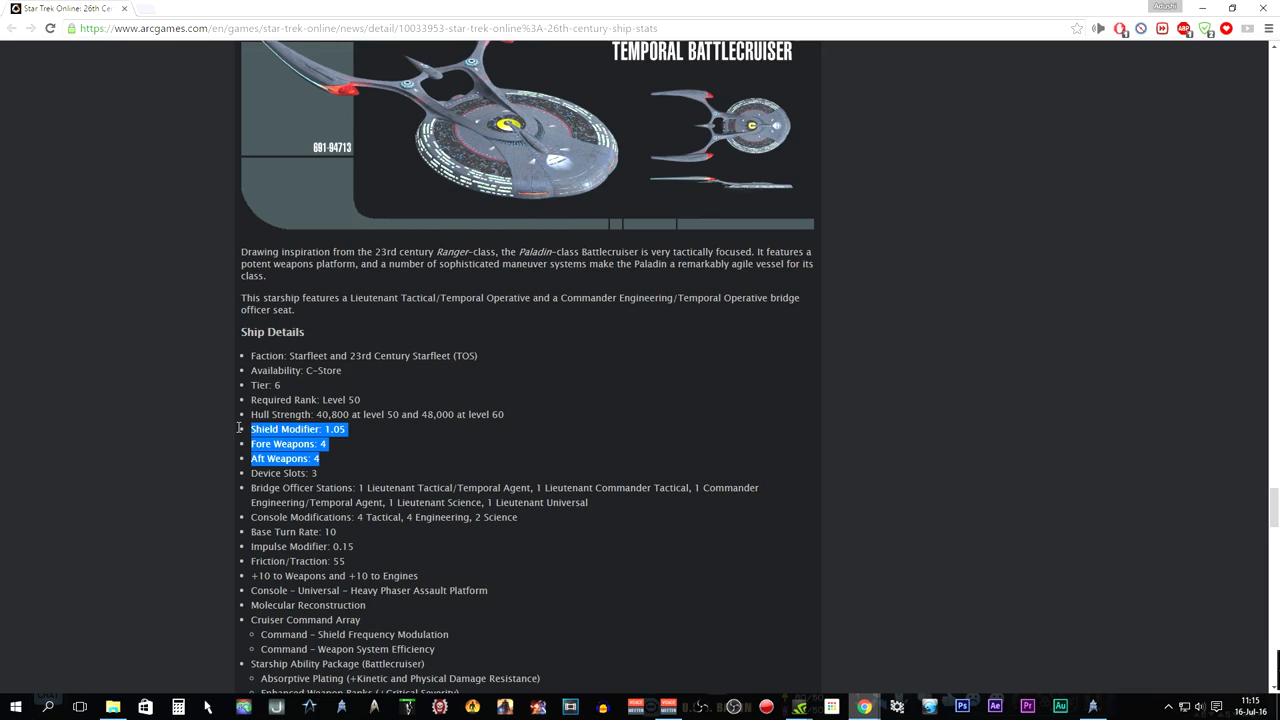 Star Trek Online: 26th Ce
Adushi
https://www.arcgames.com/en/games/star-trek-online/news/detail/10033953-star-trek-online%3A-26th-century-ship-stats
TEMPORAL BATTLECRUISER
691-94713
Drawing inspiration from the 23rd century Ranger-class, the Paladin-class Battlecruiser is very tactically focused. It features a
potent weapons platform, and a number of sophisticated maneuver systems make the Paladin a remarkably agile vessel for its
class.
This starship features a Lieutenant Tactical/Temporal Operative and a Commander Engineering/Temporal Operative bridge
officer seat.
Ship Details
Faction: Starfleet and 23rd Century Starfleet (TOS)
Availability: C-Store
Tier: 6
Required Rank: Level 50
Hull Strength: 40,800 at level 50 and 48,000 at level 60
Shield Modifier: 1.05
Fore Weapons: 4
Aft Weapons: 4
Device Slots: 3
Bridge Officer Stations: 1 Lieutenant Tactical/Temporal Agent, 1 Lieutenant Commander Tactical, 1 Commander
Engineering/Temporal Agent, 1 Lieutenant Science, 1 Lieutenant Universal
Console Modifications: 4 Tactical, 4 Engineering, 2 Science
Base Turn Rate: 10
Impulse Modifier: 0.15
Friction/Traction: 55
+10 to Weapons and +10 to Engines
Console - Universal - Heavy Phaser Assault Platform
Molecular Reconstruction
Cruiser Command Array
Command - Shield Frequency Modulation
Command - Weapon System Efficiency
Starship Ability Package (Battlecruiser)
Absorptive Plating (+Kinetic and Physical Damage Resistance)
Enhanced Weapon Banks (+Critical Severity)
11:15
16-Jul-16